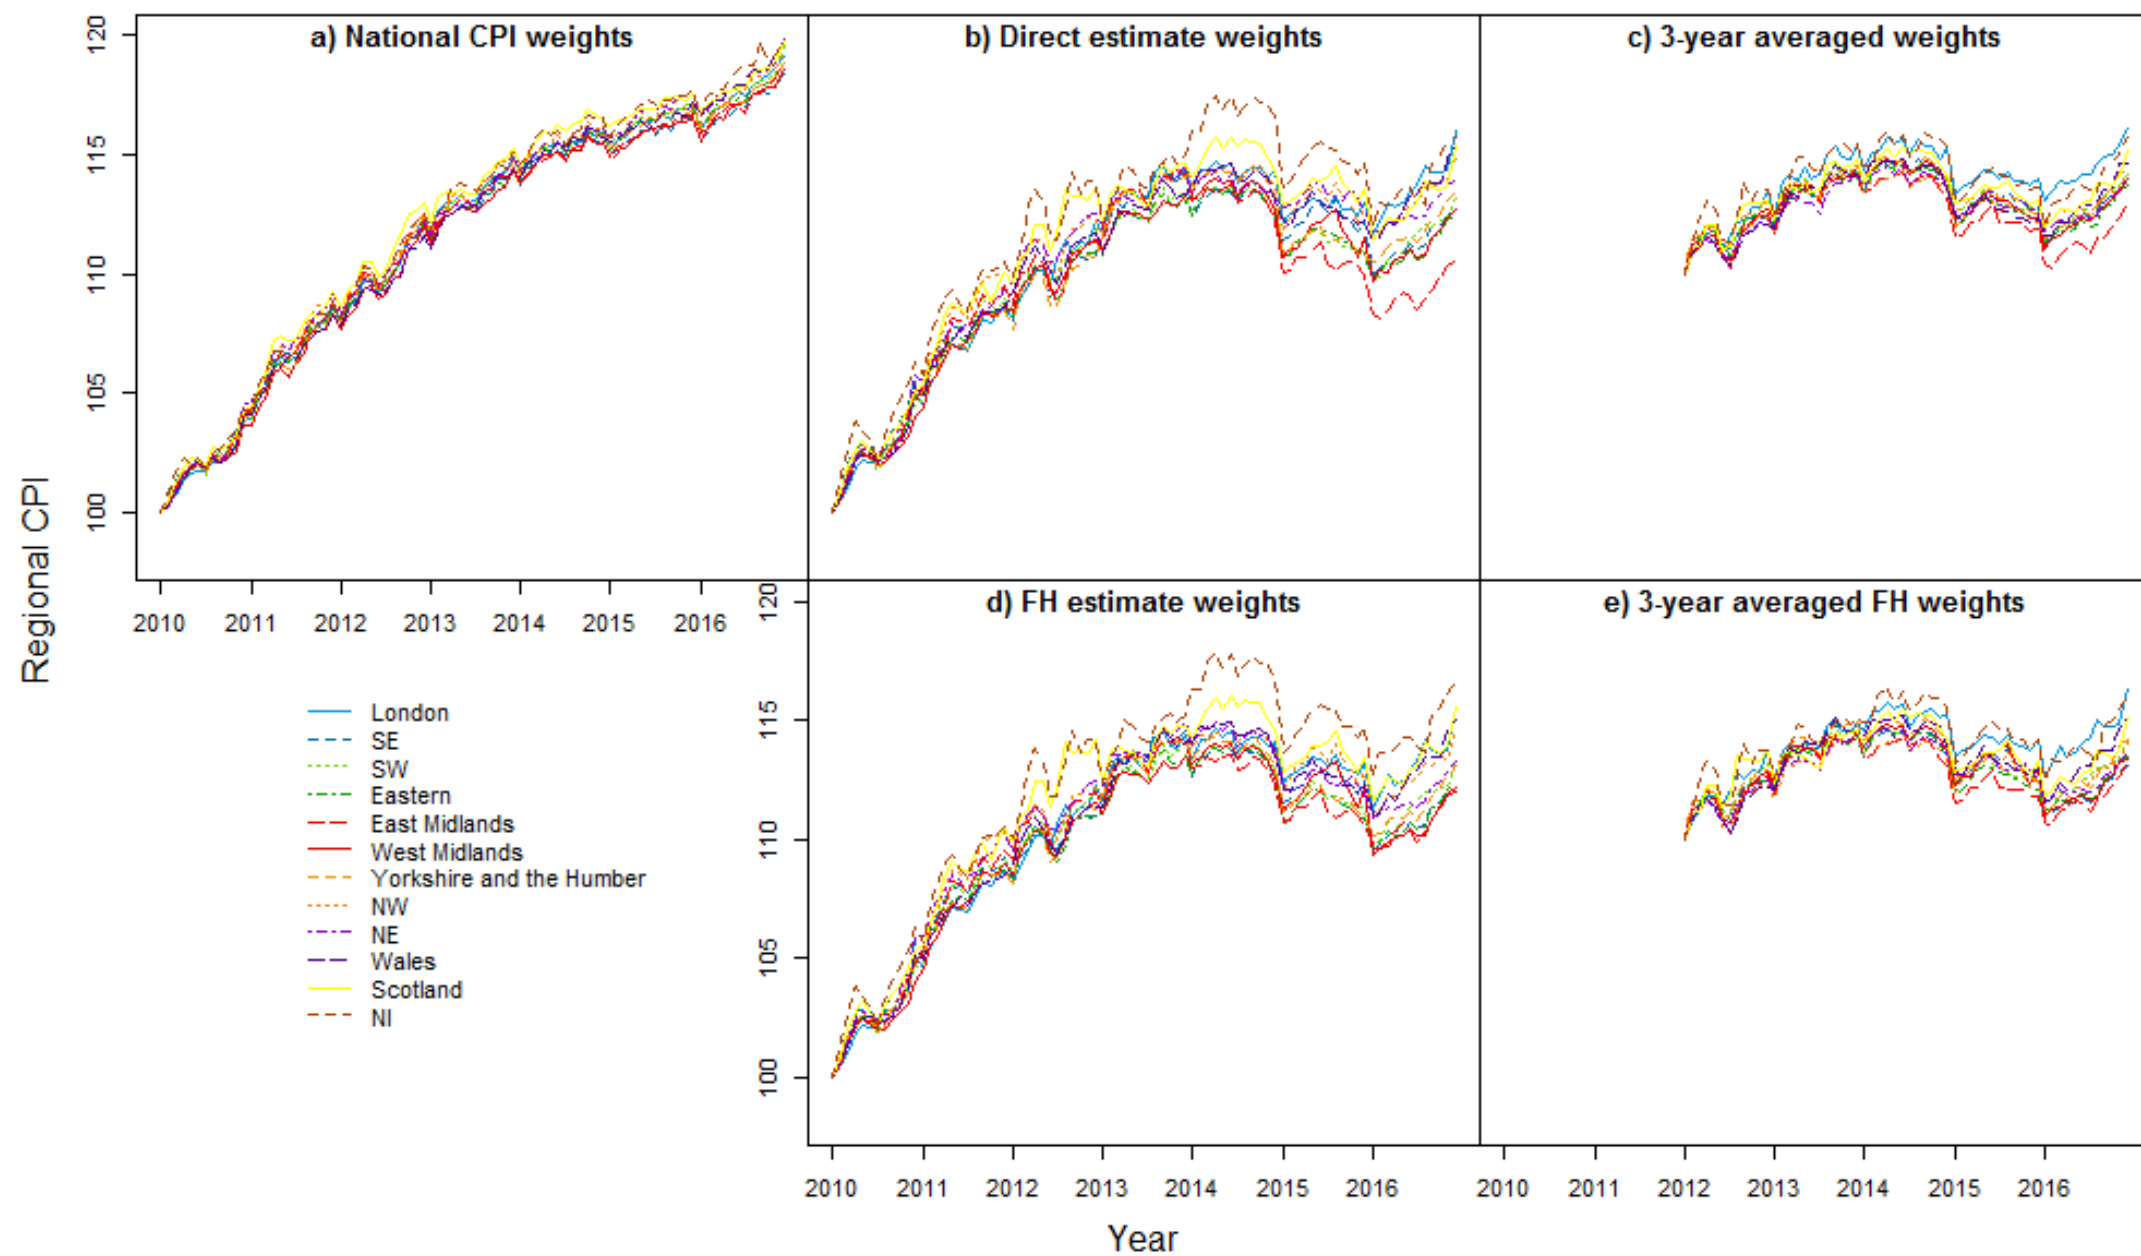 a) National CPI weights
b) Direct estimate weights
c) 3-year averaged weights
120
115
110
105
100
Regional CPI
2010 2011 2012 2013 2014 2015 2016
d) FH estimate weights
e) 3-year averaged FH weights
120
115
110
105
100
London
SE
SW
Eastern
East Midlands
West Midlands
Yorkshire and the Humber
NW
NE
Wales
Scotland
NI
2010 2011 2012 2013 2014 2015 2016
2010 2011 2012 2013 2014 2015 2016
Year